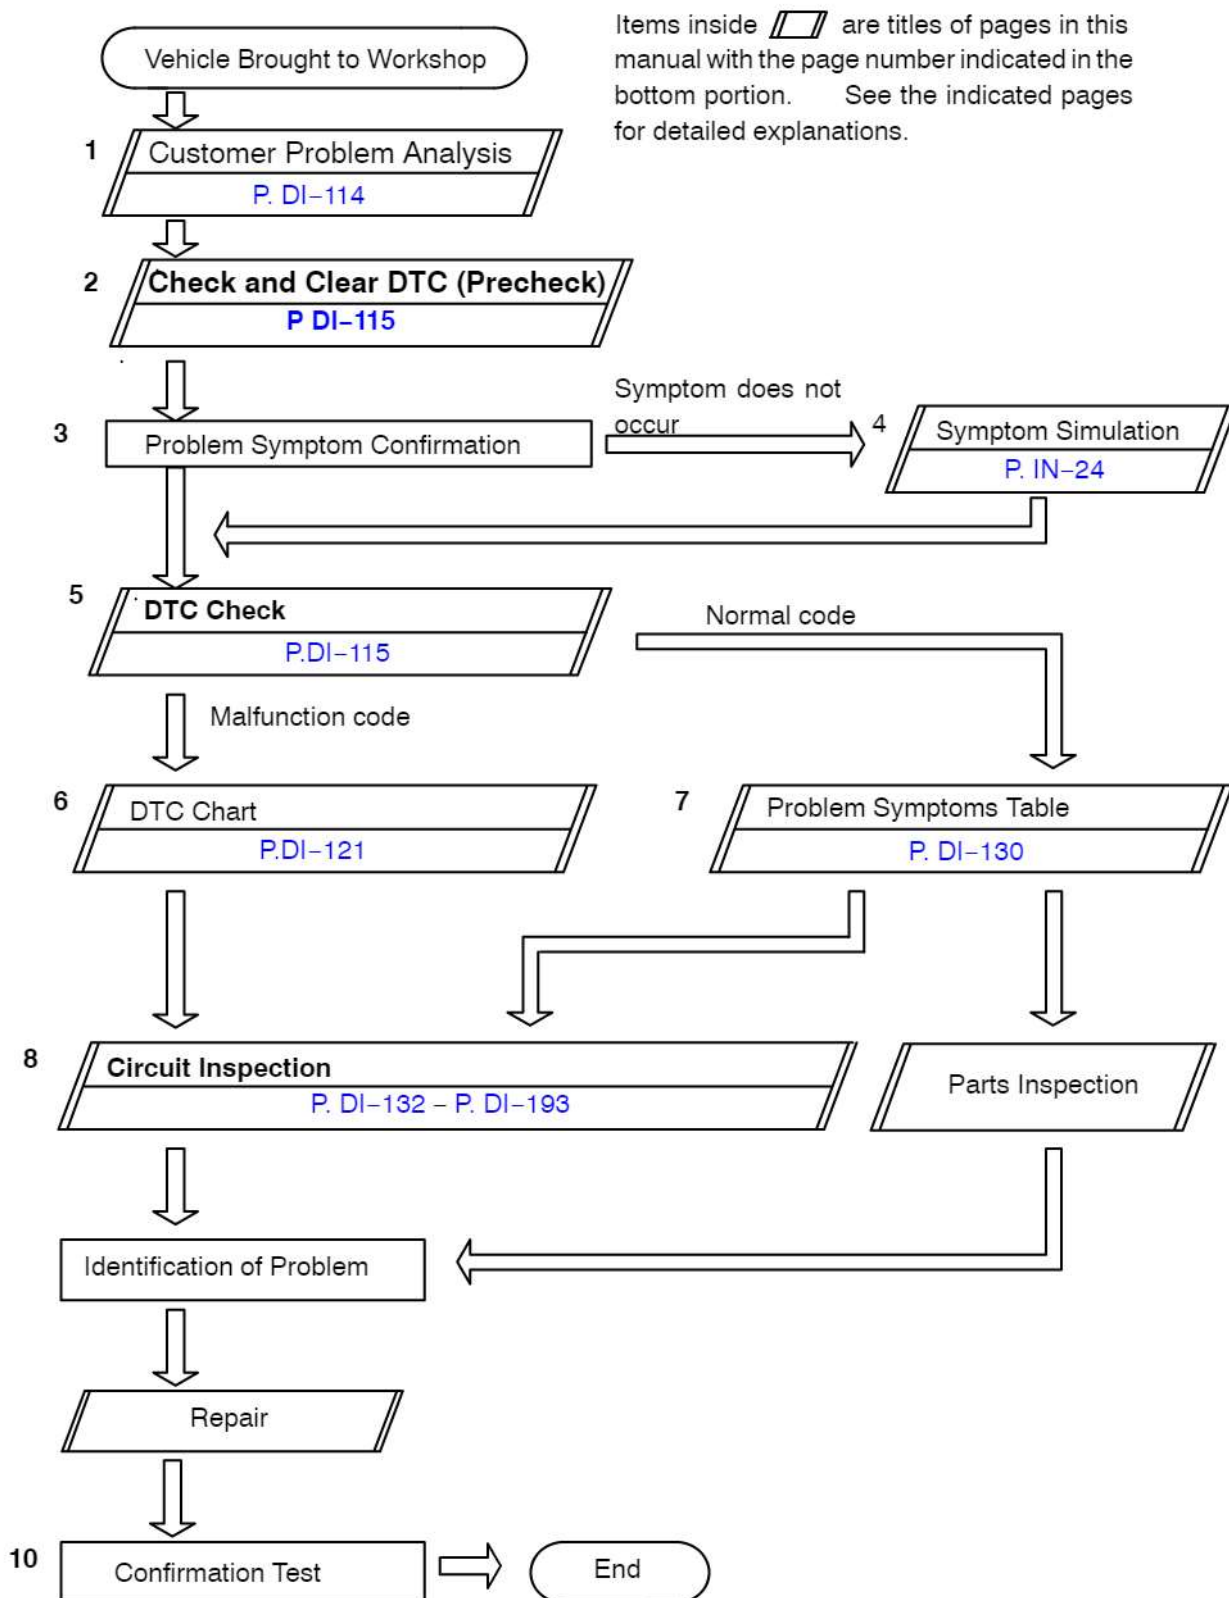 Vehicle Brought to Workshop
Items inside are titles of pages in this
manual with the page number indicated in the
bottom portion. See the indicated pages
for detailed explanations.
1
Customer Problem Analysis
P. DI–114
2
Check and Clear DTC (Precheck)
P DI–115
3
Problem Symptom Confirmation
Symptom does not
occur
4
Symptom Simulation
P. IN–24
5
DTC Check
P.DI–115
Normal code
Malfunction code
6
DTC Chart
P.DI–121
7
Problem Symptoms Table
P. DI–130
8
Circuit Inspection
P. DI–132 – P. DI–193
Parts Inspection
Identification of Problem
Repair
10
Confirmation Test
End